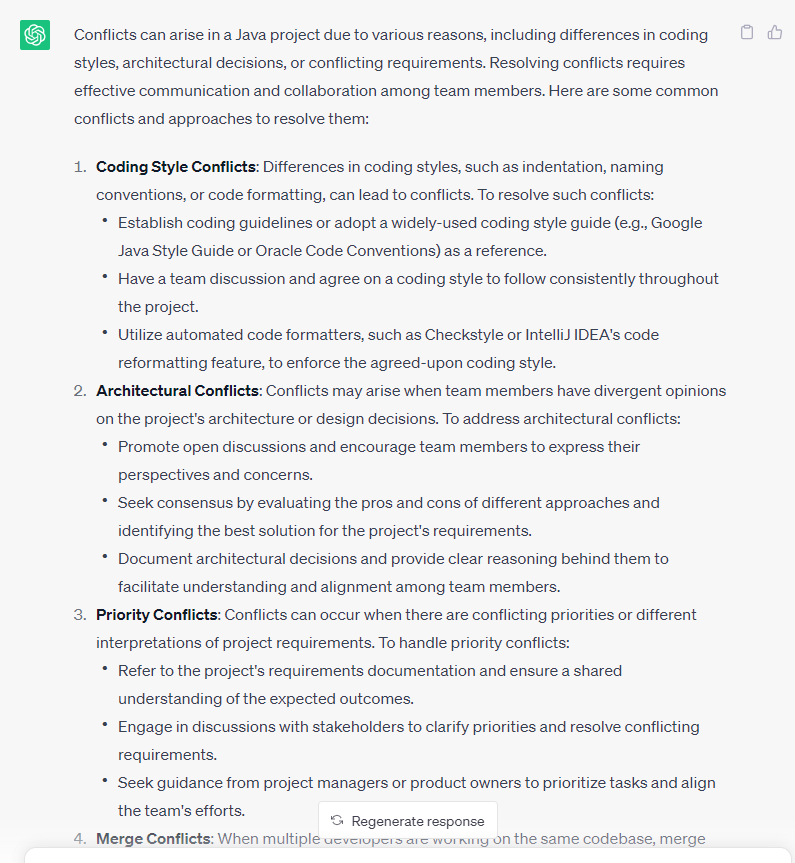 Conflicts can arise in a Java project due to various reasons, including differences in coding
styles, architectural decisions, or conflicting requirements. Resolving conflicts requires
effective communication and collaboration among team members. Here are some common
conflicts and approaches to resolve them:
1. Coding Style Conflicts: Differences in coding styles, such as indentation, naming
conventions, or code formatting, can lead to conflicts. To resolve such conflicts:
• Establish coding guidelines or adopt a widely-used coding style guide (e.g., Google
Java Style Guide or Oracle Code Conventions) as a reference.
• Have a team discussion and agree on a coding style to follow consistently throughout
the project.
• Utilize automated code formatters, such as Checkstyle or IntelliJ IDEA's code
reformatting feature, to enforce the agreed-upon coding style.
2. Architectural Conflicts: Conflicts may arise when team members have divergent opinions
on the project's architecture or design decisions. To address architectural conflicts:
• Promote open discussions and encourage team members to express their
perspectives and concerns.
• Seek consensus by evaluating the pros and cons of different approaches and
identifying the best solution for the project's requirements.
• Document architectural decisions and provide clear reasoning behind them to
facilitate understanding and alignment among team members.
3. Priority Conflicts: Conflicts can occur when there are conflicting priorities or different
interpretations of project requirements. To handle priority conflicts:
• Refer to the project's requirements documentation and ensure a shared
understanding of the expected outcomes.
• Engage in discussions with stakeholders to clarify priorities and resolve conflicting
requirements.
• Seek guidance from project managers or product owners to prioritize tasks and align
the team's efforts.
Regenerate response
4. Merge Conflicts: When multiple developers are working on the same codebase, merge